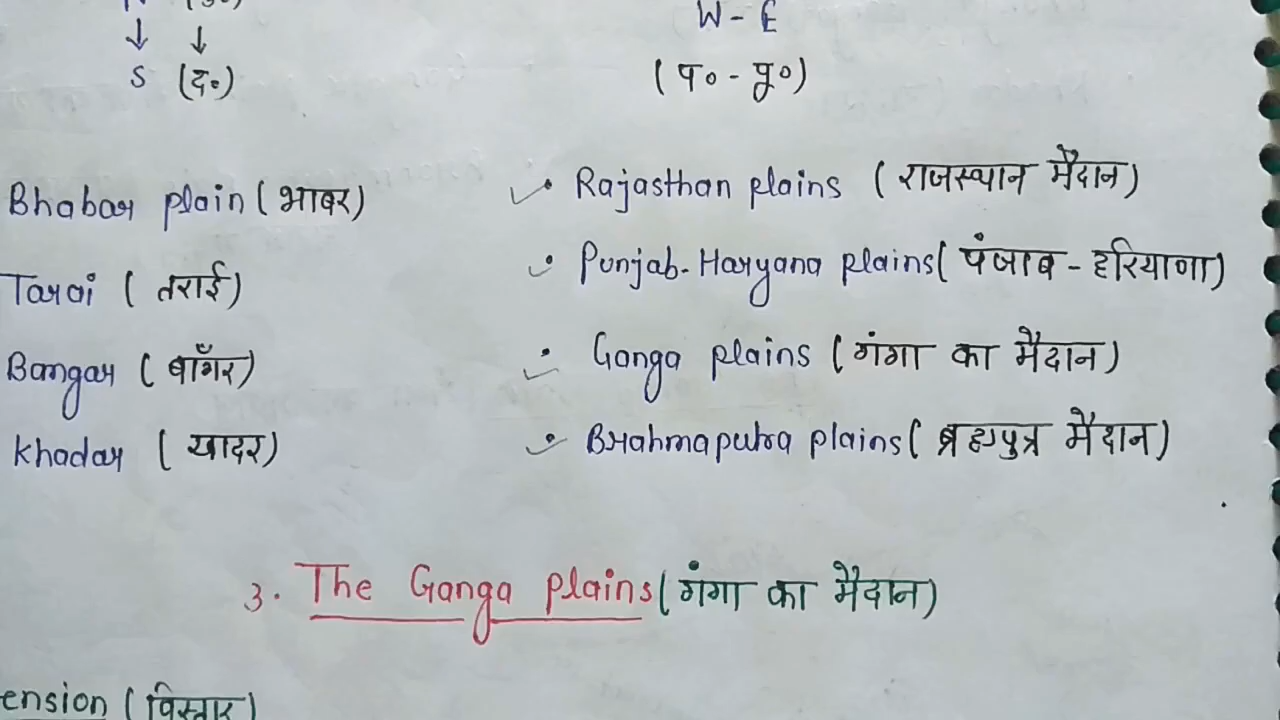 ↓ ↓
W - E
S (द०)
(प० - पू०)
Bhabar plain (भाबर)
Tarai (तराई)
Bangar (बाँगर)
Khadar (खादर)
Rajasthan plains (राजस्थान मैदान)
Punjab-Haryana plains (पंजाब - हरियाणा)
Ganga plains (गंगा का मैदान)
Brahmaputra plains (ब्रह्मपुत्र मैदान)
3. The Ganga plains (गंगा का मैदान)
ension (विस्तार)